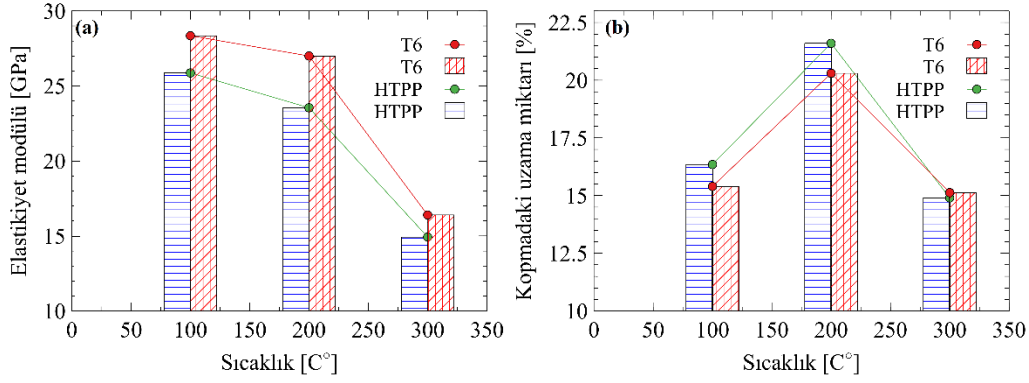 (a)
T6
T6
HTPP
HTPP
Elastikiyet modülü [GPa]
30
25
20
15
10
0 50 100 150 200 250 300 350
Sıcaklık [C°]
(b)
T6
T6
HTPP
HTPP
Kopmadaki uzama miktarı [%]
22.5
20
17.5
15
12.5
10
0 50 100 150 200 250 300 350
Sıcaklık [C°]